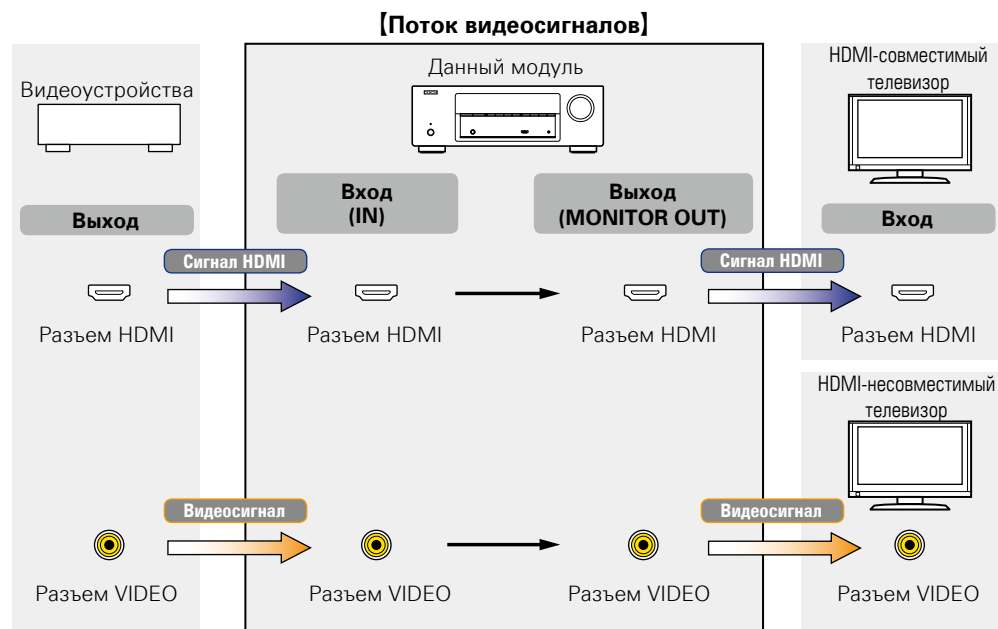 【Поток видеосигналов】
Видеоустройства
Данный модуль
HDMI-совместимый
телевизор
Выход
Вход
(IN)
Выход
(MONITOR OUT)
Вход
Сигнал HDMI
Сигнал HDMI
Разъем HDMI
Разъем HDMI
Разъем HDMI
Разъем HDMI
HDMI-несовместимый
телевизор
Видеосигнал
Видеосигнал
Разъем VIDEO
Разъем VIDEO
Разъем VIDEO
Разъем VIDEO